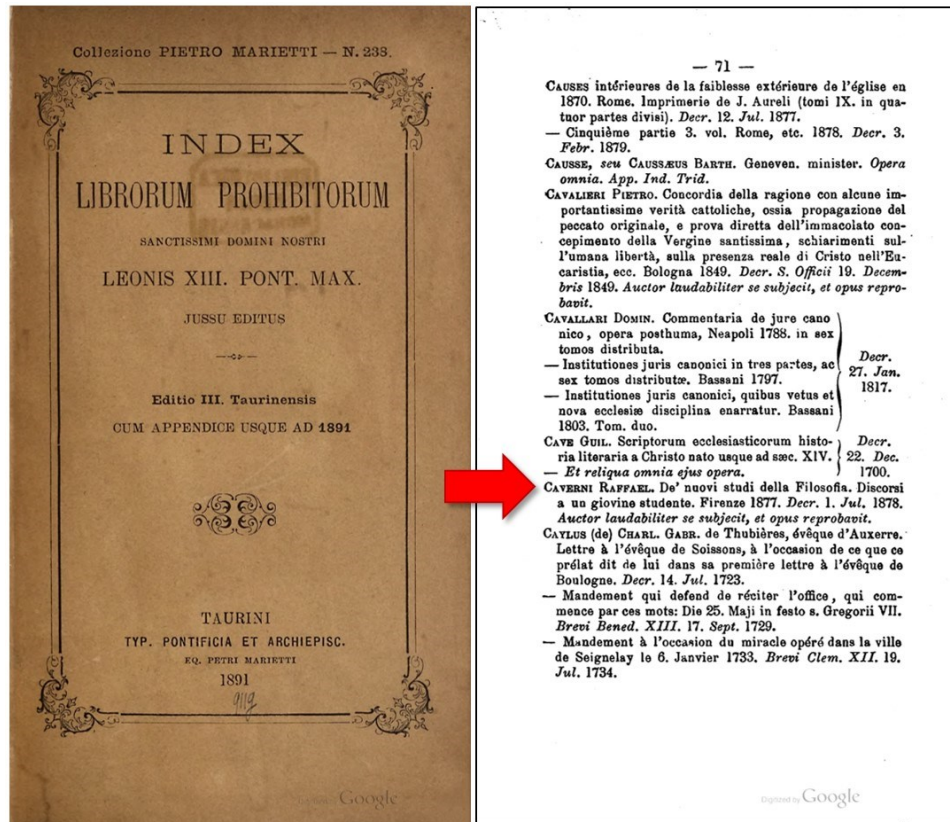 Collezione PIETRO MARIETTI — N. 238.
INDEX
LIBRORUM PROHIBITORUM
SANCTISSIMI DOMINI NOSTRI
LEONIS XIII. PONT. MAX.
JUSSU EDITUS
Editio III. Taurinensis
CUM APPENDICE USQUE AD 1891
TAURINI
TYP. PONTIFICIA ET ARCHIEPISC.
EQ. PETRI MARIETTI
1891
9112
Google
— 71 —
CAUSES intérieures de la faiblesse extérieure de l'église en
1870. Rome. Imprimerie de J. Aureli (tomi IX. in qua-
tuor partes divisi). Decr. 12. Jul. 1877.
— Cinquième partie 3. vol. Rome, etc. 1878. Decr. 3.
Febr. 1879.
CAUSSE, seu CAUSSÆUS BARTH. Geneven. minister. Opera
omnia. App. Ind. Trid.
CAVALIERI PIETRO. Concordia della ragione con alcune im-
portantissime verità cattoliche, ossia propagazione del
peccato originale, e prova diretta dell'immacolato con-
cepimento della Vergine santissima, schiarimenti sul-
l'umana libertà, sulla presenza reale di Cristo nell'Eu-
caristia, ecc. Bologna 1849. Decr. S. Officii 19. Decem-
bris 1849. Auctor laudabiliter se subjecit, et opus repro-
bavit.
CAVALLARI DOMIN. Commentaria de jure cano
nico, opera posthuma, Neapoli 1788. in sex
tomos distributa.
— Institutiones juris canonici in tres partes, ac
sex tomos distributæ. Bassani 1797.
— Institutiones juris canonici, quibus vetus et
nova ecclesiæ disciplina enarratur. Bassani
1803. Tom. duo.
Decr.
27. Jan.
1817.
CAVE GUIL. Scriptorum ecclesiasticorum histo-
ria literaria a Christo nato usque ad sæc. XIV.
— Et reliqua omnia ejus opera.
Decr.
22. Dec.
1700.
CAVERNI RAFFAEL. De' nuovi studi della Filosofia. Discorsi
a un giovine studente. Firenze 1877. Decr. 1. Jul. 1878.
Auctor laudabiliter se subjecit, et opus reprobavit.
CAYLUS (de) CHARL. GABR. de Thubières, évêque d'Auxerre.
Lettre à l'évêque de Soissons, à l'occasion de ce que ce
prélat dit de lui dans sa première lettre à l'évêque de
Boulogne. Decr. 14. Jul. 1723.
— Mandement qui defend de réciter l'office, qui com-
mence par ces mots: Die 25. Maji in festo s. Gregorii VII.
Brevi Bened. XIII. 17. Sept. 1729.
— Mandement à l'occasion du miracle opéré dans la ville
de Seignelay le 6. Janvier 1733. Brevi Clem. XII. 19.
Jul. 1734.
Digitized by Google